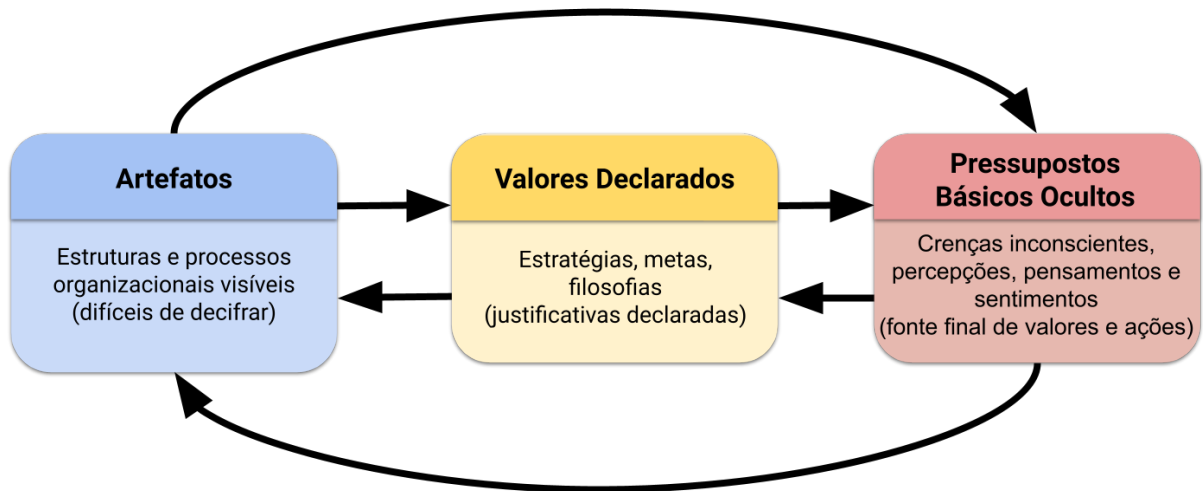 Artefatos
Estruturas e processos
organizacionais visíveis
(difíceis de decifrar)
Valores Declarados
Estratégias, metas,
filosofias
(justificativas declaradas)
Pressupostos
Básicos Ocultos
Crenças inconscientes,
percepções, pensamentos e
sentimentos
(fonte final de valores e ações)